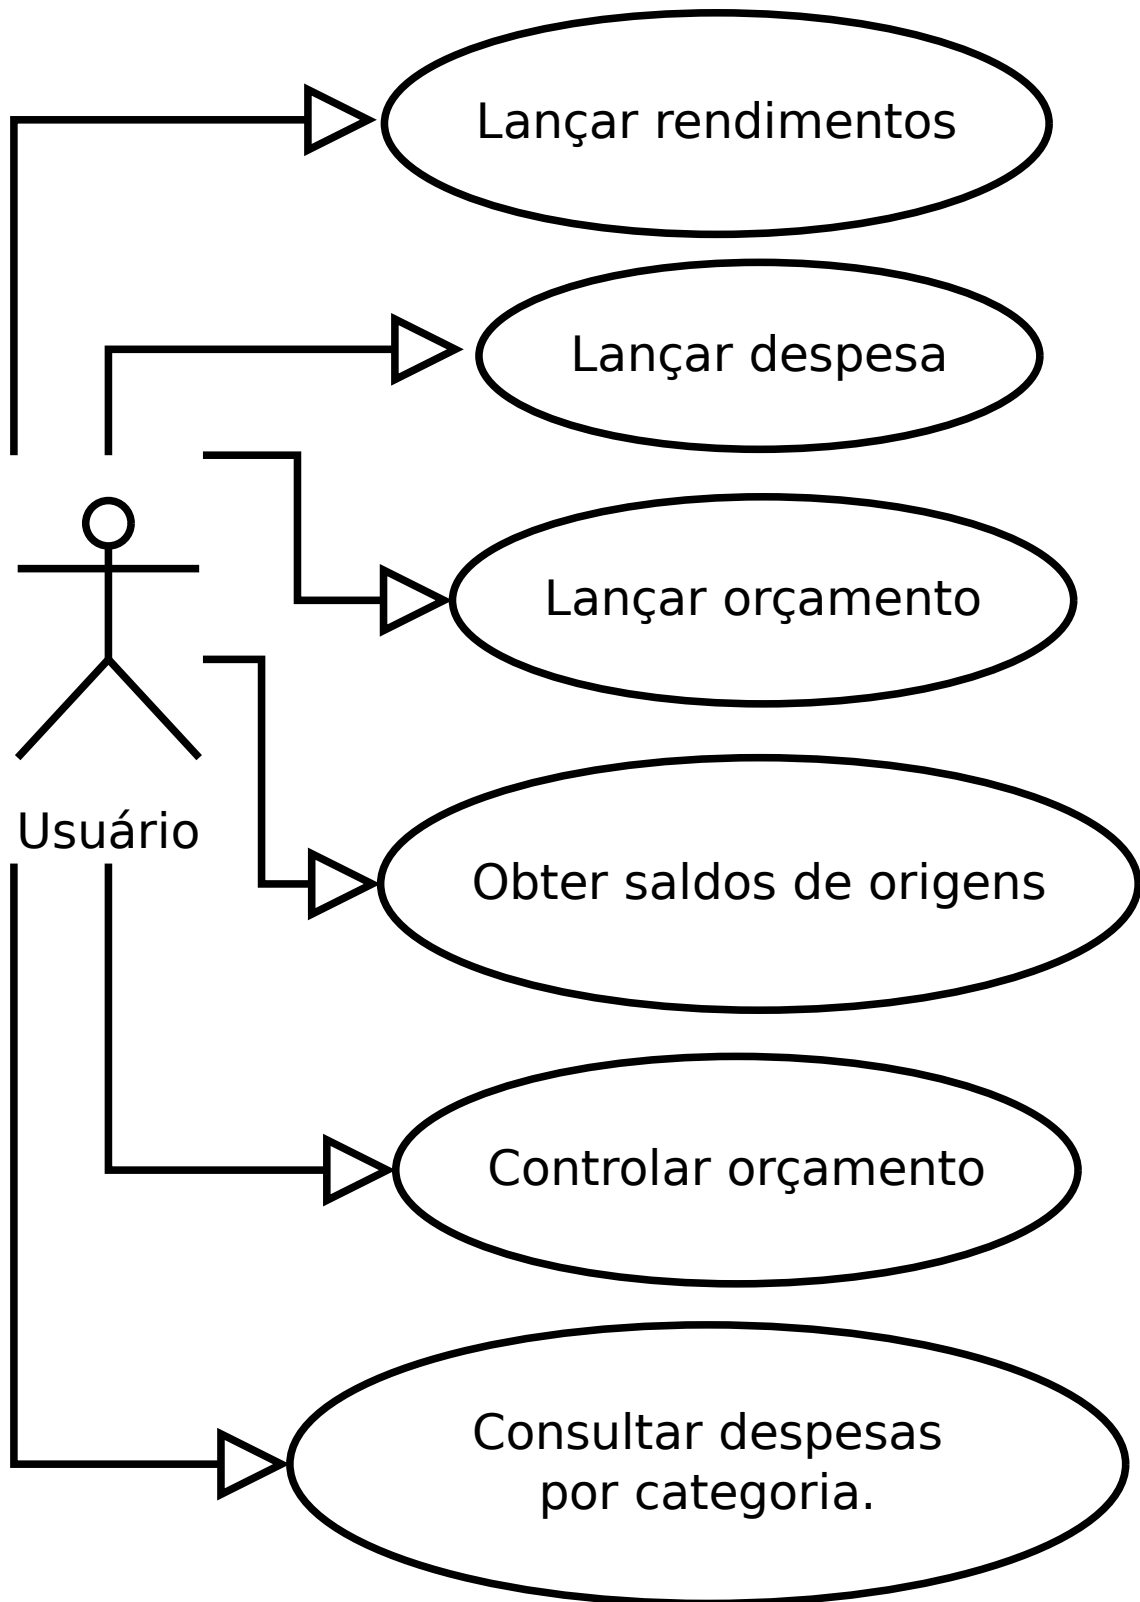 Lançar rendimentos
Lançar despesa
Lançar orçamento
Usuário
Obter saldos de origens
Controlar orçamento
Consultar despesas
por categoria.